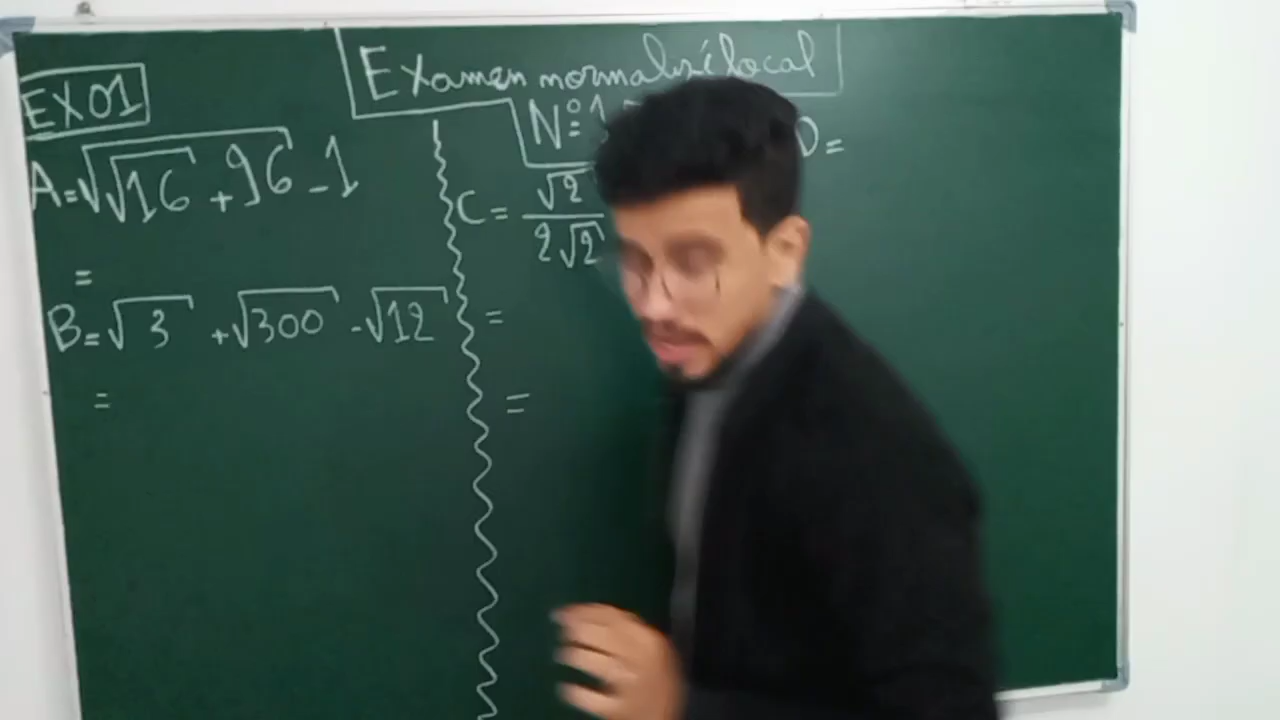 Examen normalisé local
N°=1
EX01
A=√(√16+96)-1
=
B=√3+√300-√12
=
C=√2/2√2
=
=
D=